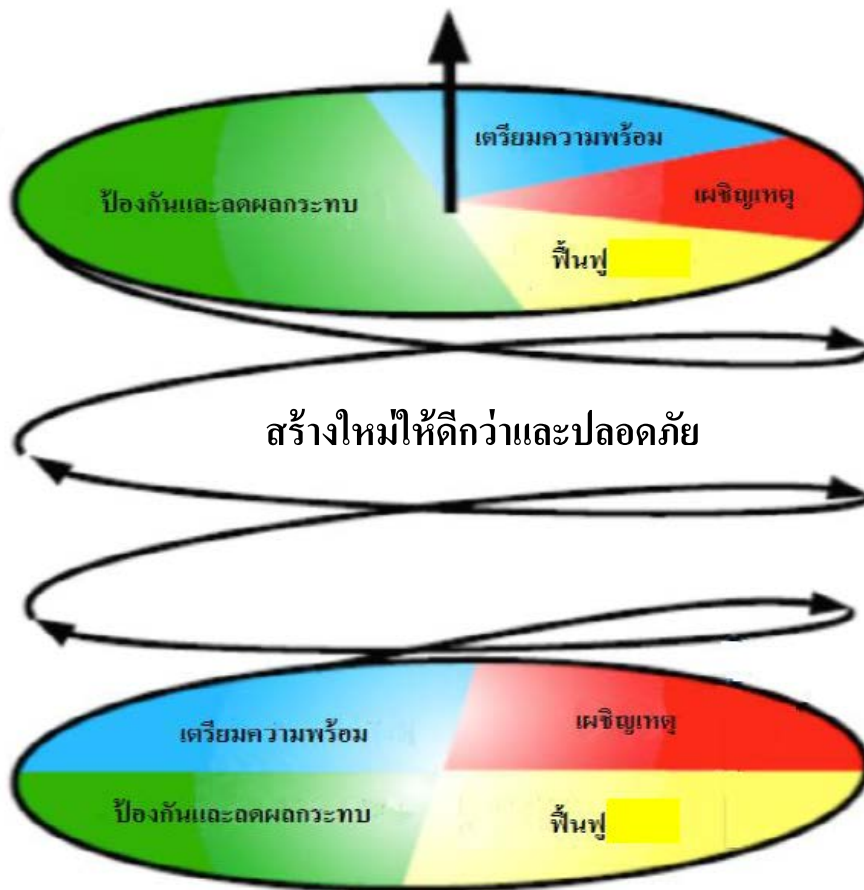 เตรียมความพร้อม
ป้องกันและลดผลกระทบ
เผชิญเหตุ
ฟื้นฟู
สร้างใหม่ให้ดีกว่าและปลอดภัย
เผชิญเหตุ
เตรียมความพร้อม
ป้องกันและลดผลกระทบ
ฟื้นฟู